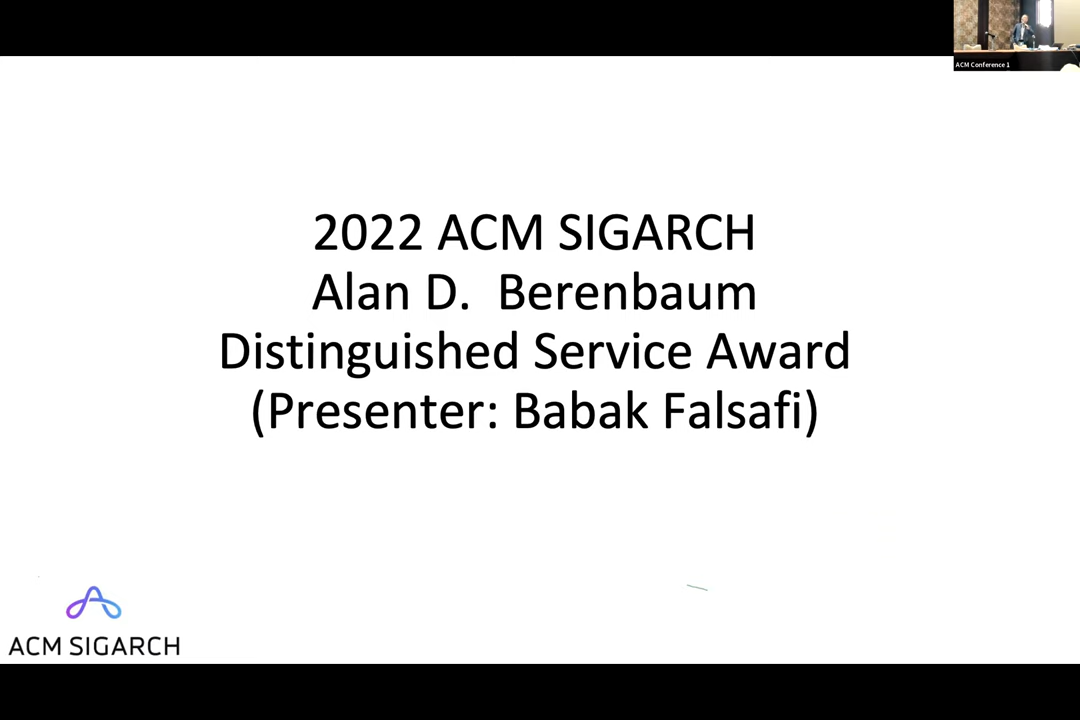 ACM Conference 1
2022 ACM SIGARCH
Alan D. Berenbaum
Distinguished Service Award
(Presenter: Babak Falsafi)
ACM SIGARCH